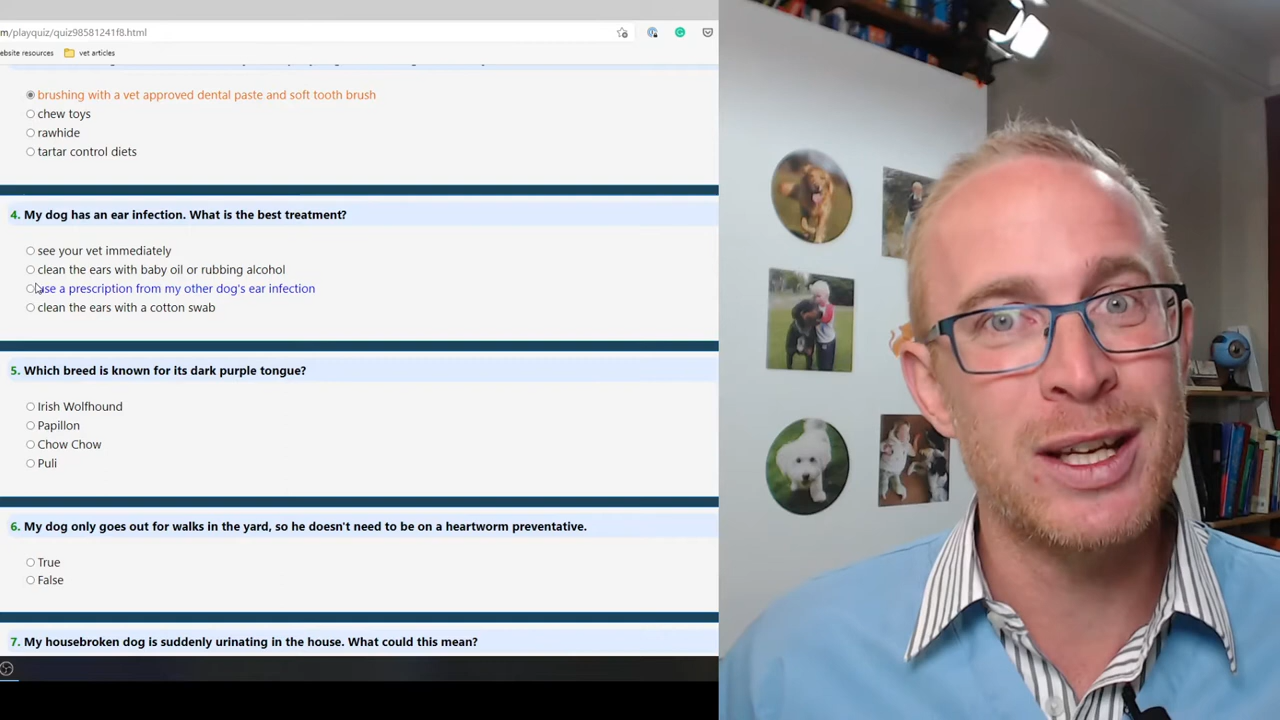 m/playquiz/quiz98581241f8.html
ebsite resources vet articles
brushing with a vet approved dental paste and soft tooth brush
chew toys
rawhide
tartar control diets
4. My dog has an ear infection. What is the best treatment?
see your vet immediately
clean the ears with baby oil or rubbing alcohol
use a prescription from my other dog's ear infection
clean the ears with a cotton swab
5. Which breed is known for its dark purple tongue?
Irish Wolfhound
Papillon
Chow Chow
Puli
6. My dog only goes out for walks in the yard, so he doesn't need to be on a heartworm preventative.
True
False
7. My housebroken dog is suddenly urinating in the house. What could this mean?